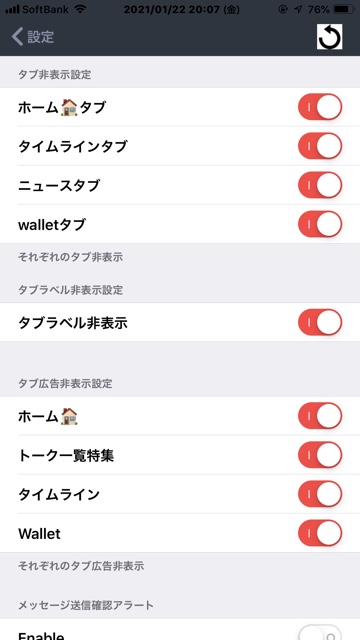 SoftBank 2021/01/22 20:07 (金) 76%
設定
タブ非表示設定
ホーム🏠タブ
タイムラインタブ
ニュースタブ
walletタブ
それぞれのタブ非表示
タブラベル非表示設定
タブラベル非表示
タブ広告非表示設定
ホーム🏠
トーク一覧特集
タイムライン
Wallet
それぞれのタブ広告非表示
メッセージ送信確認アラート
Enable